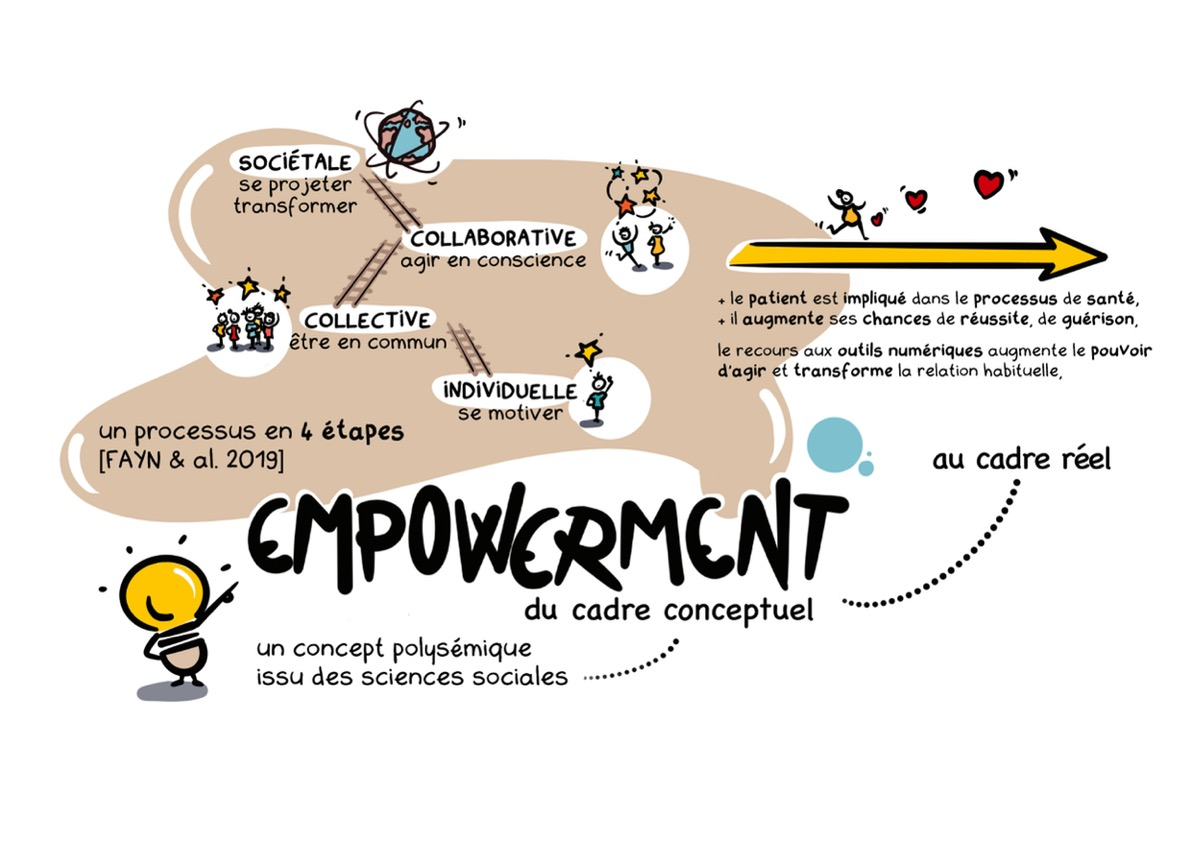 SOCIÉTALE
se projeter
transformer
COLLABORATIVE
agir en conscience
COLLECTIVE
être en commun
INDIVIDUELLE
se motiver
un processus en 4 étapes
[FAYN & al. 2019]
+ le patient est impliqué dans le processus de santé,
+ il augmente ses chances de réussite, de guérison,
le recours aux outils numériques augmente le pouvoir
d'agir et transforme la relation habituelle,
au cadre réel
EMPOWERMENT
du cadre conceptuel
un concept polysémique
issu des sciences sociales